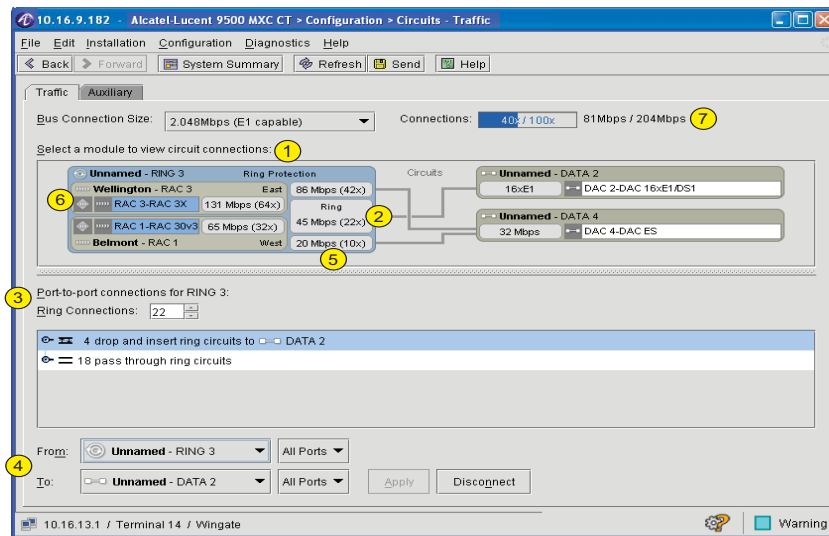 10.16.9.182 - Alcatel-Lucent 9500 MXC CT > Configuration > Circuits - Traffic
File Edit Installation Configuration Diagnostics Help
Back Forward System Summary Refresh Send Help
Traffic Auxiliary
Bus Connection Size: 2.048Mbps (E1 capable) Connections: 40x / 100x 81Mbps / 204Mbps 7
Select a module to view circuit connections: 1
Unnamed - RING 3 Ring Protection Circuits Unnamed - DATA 2
Wellington - RAC 3 East 86 Mbps (42x) 16xE1 DAC 2-DAC 16xE1/DS1
6 RAC 3-RAC 3X 131 Mbps (64x) Ring 2 Unnamed - DATA 4
RAC 1-RAC 30v3 65 Mbps (32x) 45 Mbps (22x) 32 Mbps DAC 4-DAC ES
Belmont - RAC 1 West 20 Mbps (10x)
5
3 Port-to-port connections for RING 3:
Ring Connections: 22
4 drop and insert ring circuits to DATA 2
18 pass through ring circuits
From: Unnamed - RING 3 All Ports
4
To: Unnamed - DATA 2 All Ports Apply Disconnect
10.16.13.1 / Terminal 14 / Wingate Warning